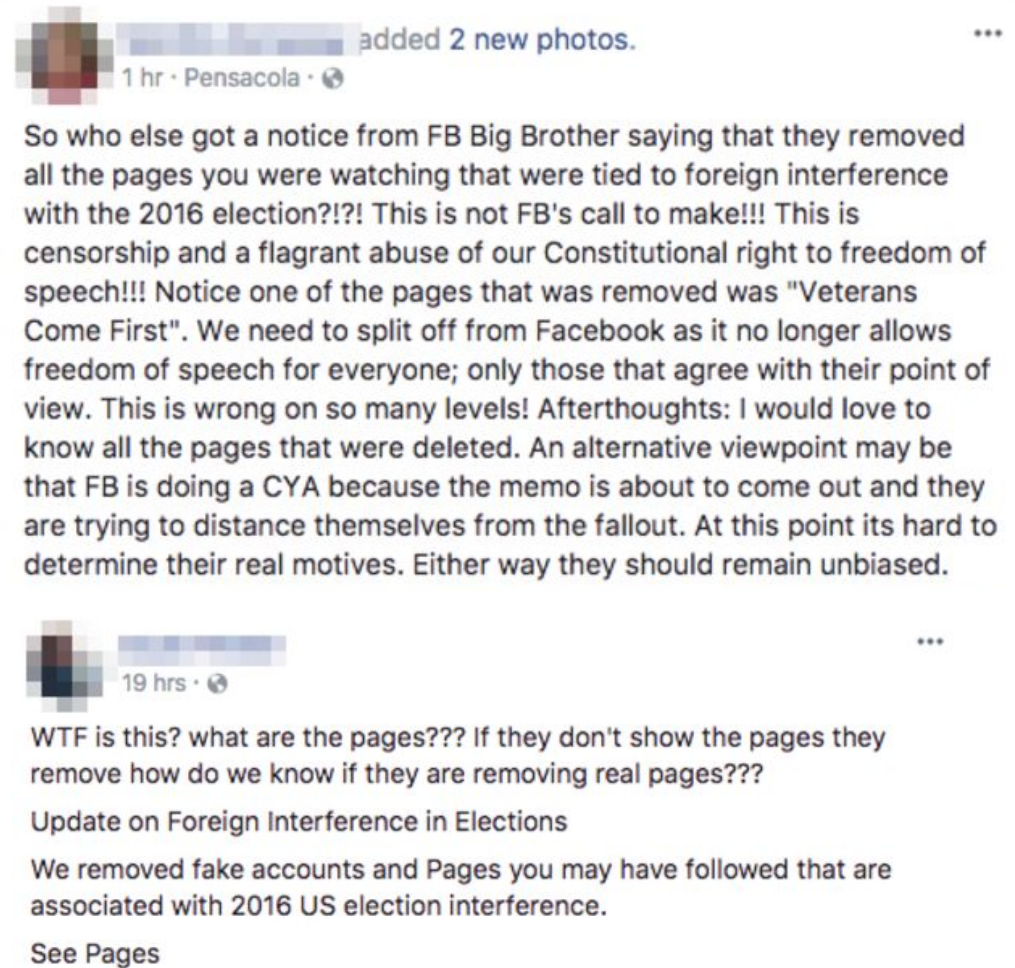 added 2 new photos.
1 hr · Pensacola ·
So who else got a notice from FB Big Brother saying that they removed
all the pages you were watching that were tied to foreign interference
with the 2016 election?!?! This is not FB's call to make!!! This is
censorship and a flagrant abuse of our Constitutional right to freedom of
speech!!! Notice one of the pages that was removed was "Veterans
Come First". We need to split off from Facebook as it no longer allows
freedom of speech for everyone; only those that agree with their point of
view. This is wrong on so many levels! Afterthoughts: I would love to
know all the pages that were deleted. An alternative viewpoint may be
that FB is doing a CYA because the memo is about to come out and they
are trying to distance themselves from the fallout. At this point its hard to
determine their real motives. Either way they should remain unbiased.
19 hrs ·
WTF is this? what are the pages??? If they don't show the pages they
remove how do we know if they are removing real pages???
Update on Foreign Interference in Elections
We removed fake accounts and Pages you may have followed that are
associated with 2016 US election interference.
See Pages